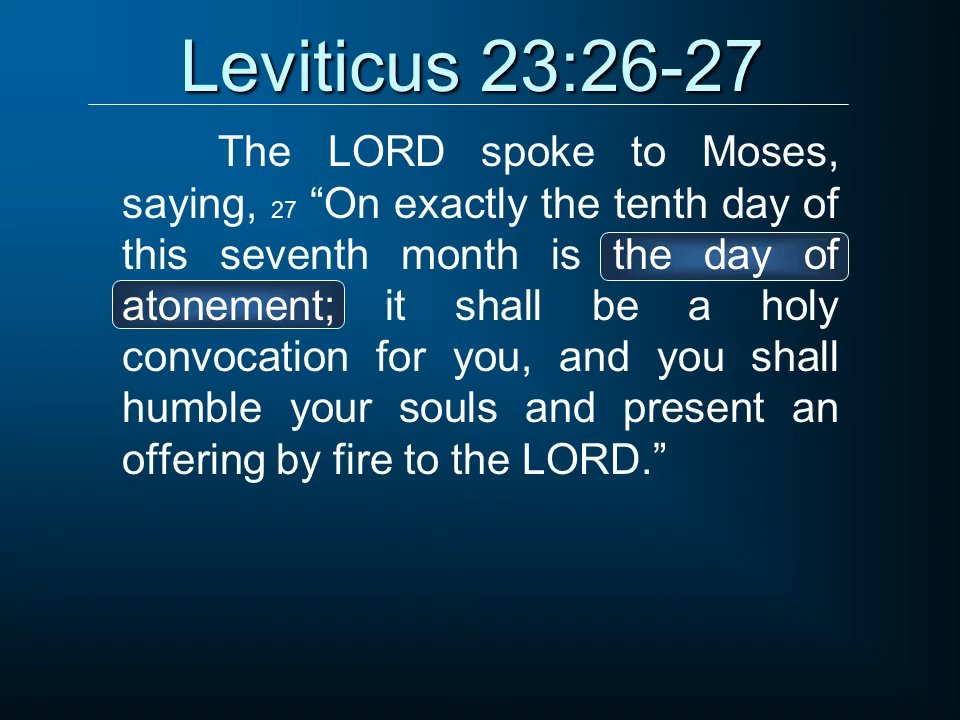 Leviticus 23:26-27
The LORD spoke to Moses,
saying, 27 “On exactly the tenth day of
this seventh month is the day of
atonement; it shall be a holy
convocation for you, and you shall
humble your souls and present an
offering by fire to the LORD.”